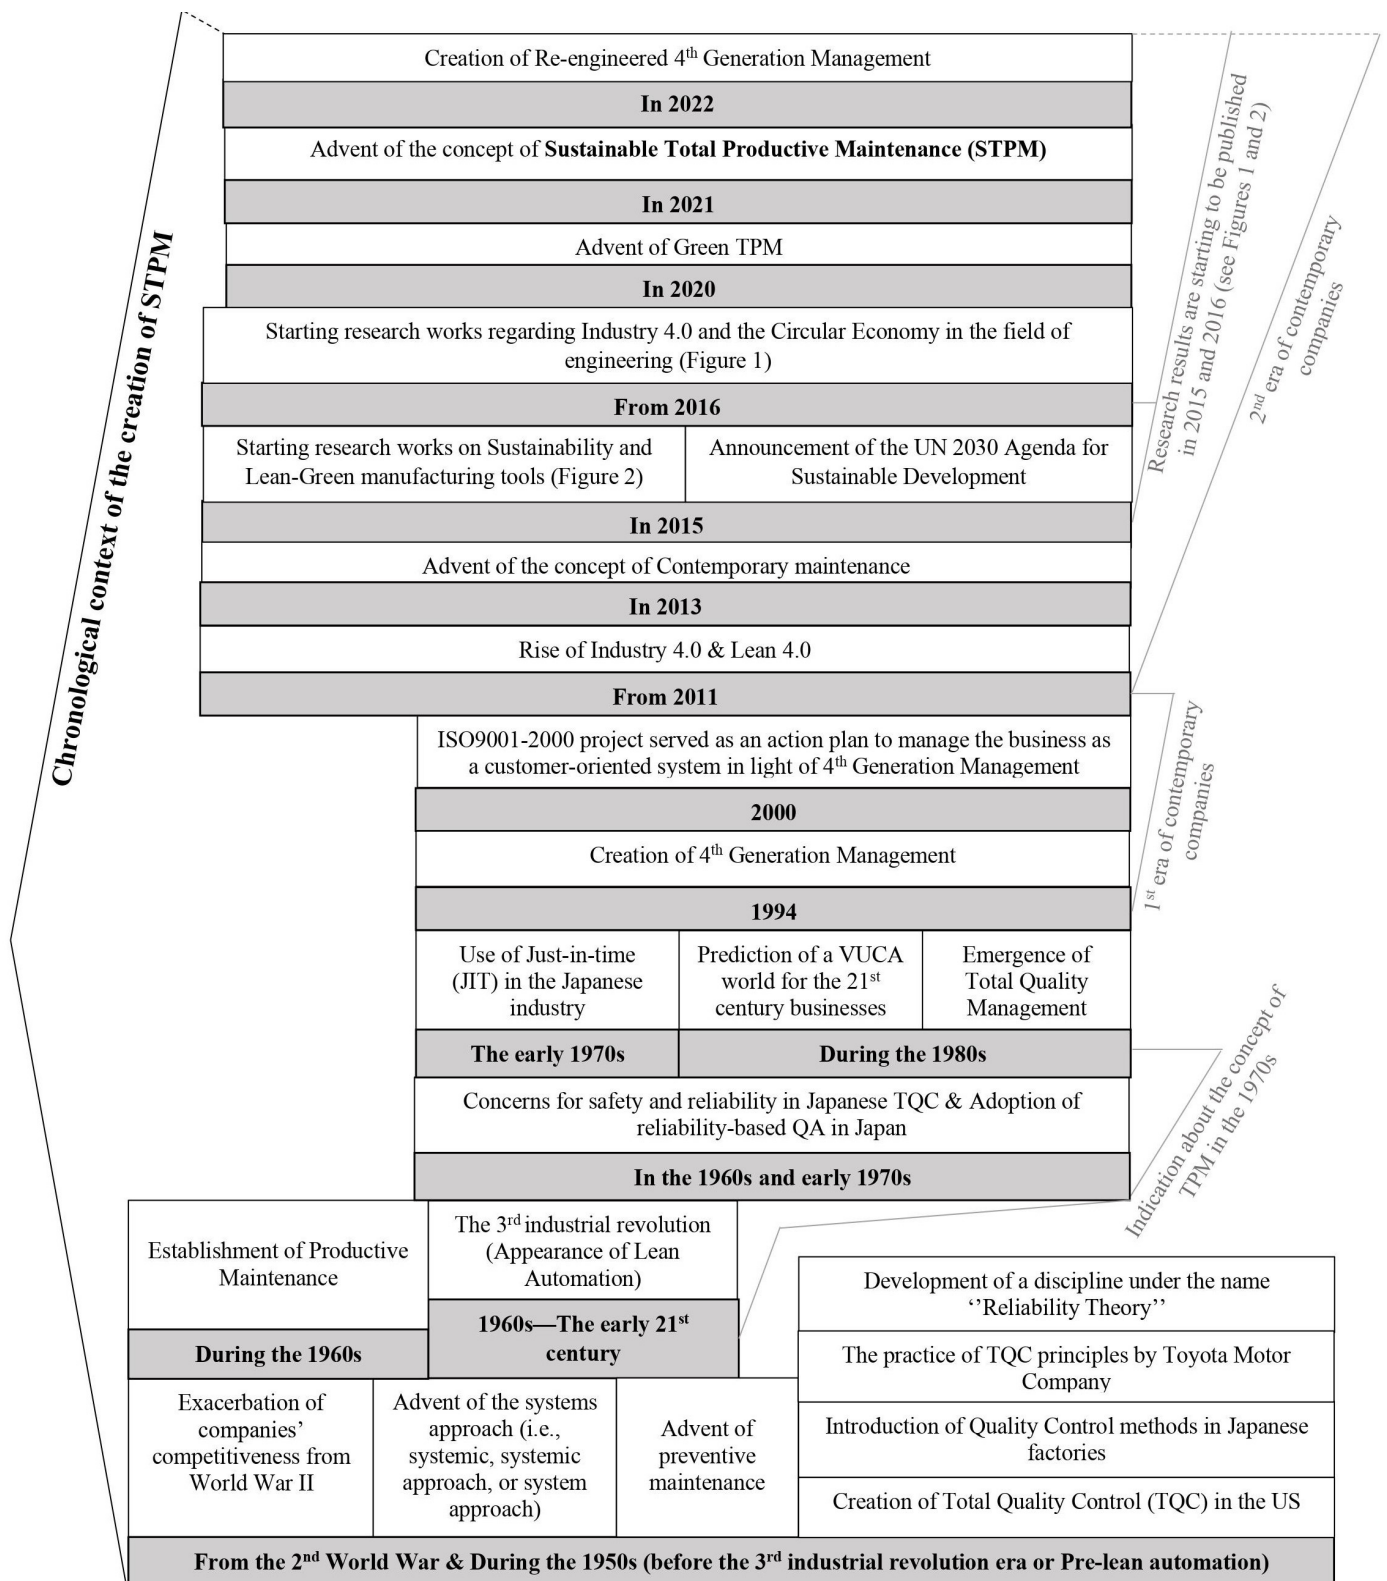 Creation of Re-engineered 4th Generation Management
In 2022
Advent of the concept of Sustainable Total Productive Maintenance (STPM)
In 2021
Advent of Green TPM
In 2020
Starting research works regarding Industry 4.0 and the Circular Economy in the field of
engineering (Figure 1)
From 2016
Starting research works on Sustainability and
Lean-Green manufacturing tools (Figure 2)
Announcement of the UN 2030 Agenda for
Sustainable Development
In 2015
Advent of the concept of Contemporary maintenance
In 2013
Rise of Industry 4.0 & Lean 4.0
From 2011
ISO9001-2000 project served as an action plan to manage the business as
a customer-oriented system in light of 4th Generation Management
2000
Creation of 4th Generation Management
1994
Use of Just-in-time
(JIT) in the Japanese
industry
Prediction of a VUCA
world for the 21st
century businesses
Emergence of
Total Quality
Management
The early 1970s
During the 1980s
Concerns for safety and reliability in Japanese TQC & Adoption of
reliability-based QA in Japan
In the 1960s and early 1970s
Establishment of Productive
Maintenance
During the 1960s
The 3rd industrial revolution
(Appearance of Lean
Automation)
1960s—The early 21st
century
Exacerbation of
companies’
competitiveness from
World War II
Advent of the systems
approach (i.e.,
systemic, systemic
approach, or system
approach)
Advent of
preventive
maintenance
Development of a discipline under the name
‘’Reliability Theory’’
The practice of TQC principles by Toyota Motor
Company
Introduction of Quality Control methods in Japanese
factories
Creation of Total Quality Control (TQC) in the US
From the 2nd World War & During the 1950s (before the 3rd industrial revolution era or Pre-lean automation)
Chronological context of the creation of STPM
Research results are starting to be published
in 2015 and 2016 (see Figures 1 and 2)
2nd era of contemporary
companies
1st era of contemporary
companies
Indication about the concept of
TPM in the 1970s